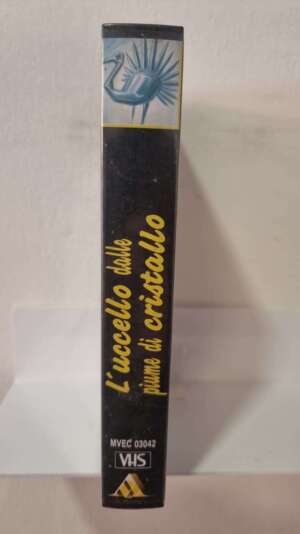 L'uccello dalle
piume di cristallo
MVEC 03042
VHS